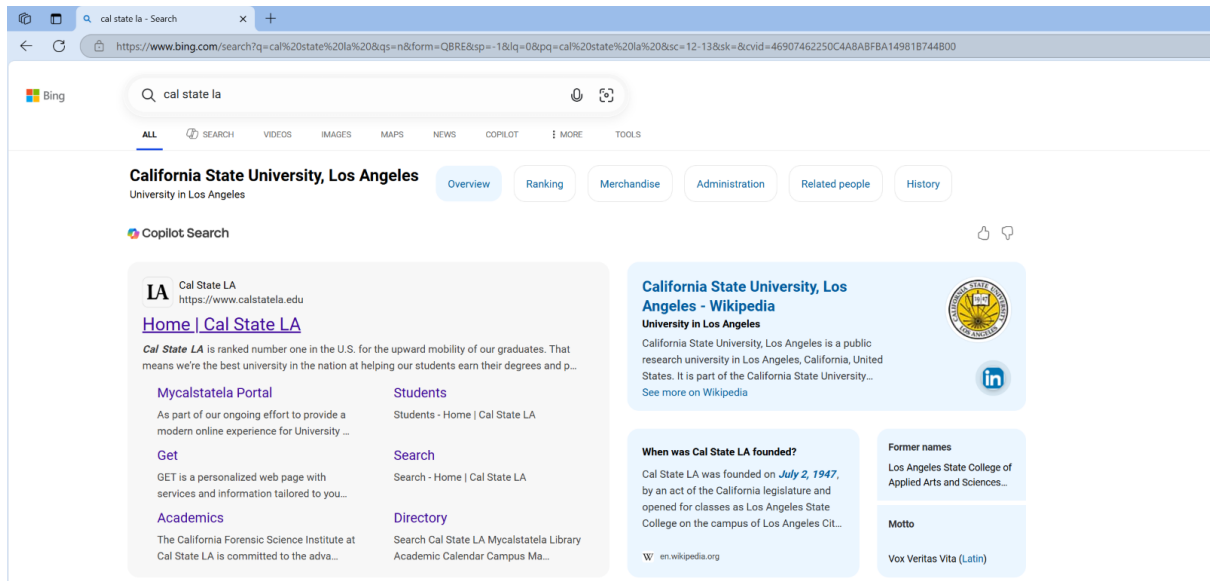 cal state la - Search
https://www.bing.com/search?q=cal%20state%20la%20&qs=n&form=QBRE&sp=-1&lq=0&pq=cal%20state%20la%20&sc=12-13&sk=&cvid=46907462250C4A8ABFBA14981B744B00
Bing
cal state la
ALL SEARCH VIDEOS IMAGES MAPS NEWS COPILOT MORE TOOLS
California State University, Los Angeles
University in Los Angeles
Overview Ranking Merchandise Administration Related people History
Copilot Search
LA
Cal State LA
https://www.calstatela.edu
Home | Cal State LA
Cal State LA is ranked number one in the U.S. for the upward mobility of our graduates. That
means we're the best university in the nation at helping our students earn their degrees and p...
Mycalstatela Portal
As part of our ongoing effort to provide a
modern online experience for University ...
Students
Students - Home | Cal State LA
Get
GET is a personalized web page with
services and information tailored to you...
Search
Search - Home | Cal State LA
Academics
The California Forensic Science Institute at
Cal State LA is committed to the adva...
Directory
Search Cal State LA Mycalstatela Library
Academic Calendar Campus Ma...
California State University, Los
Angeles - Wikipedia
University in Los Angeles
California State University, Los Angeles is a public
research university in Los Angeles, California, United
States. It is part of the California State University...
See more on Wikipedia
CALIFORNIA STATE UNIVERSITY
LOS ANGELES
1947
in
When was Cal State LA founded?
Cal State LA was founded on July 2, 1947,
by an act of the California legislature and
opened for classes as Los Angeles State
College on the campus of Los Angeles Cit...
W en.wikipedia.org
Former names
Los Angeles State College of
Applied Arts and Sciences...
Motto
Vox Veritas Vita (Latin)